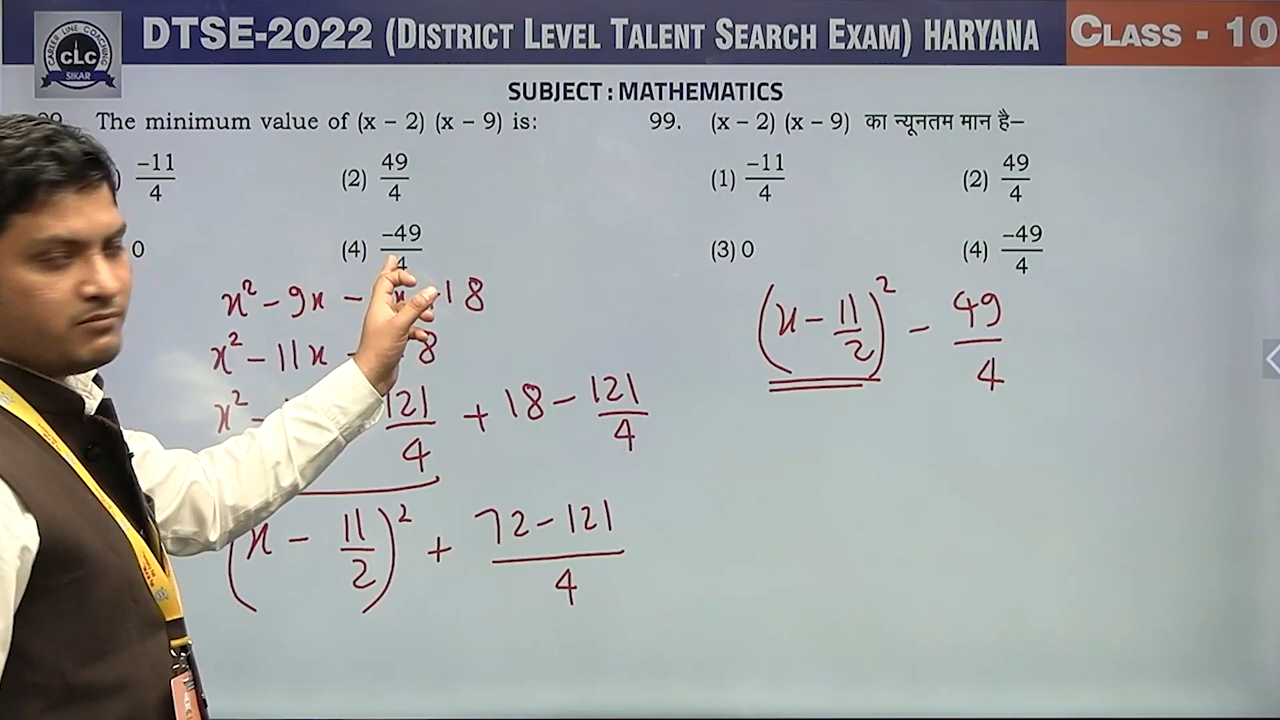 CAREER LINE COACHING
CLC
SIKAR
DTSE-2022 (DISTRICT LEVEL TALENT SEARCH EXAM) HARYANA
CLASS - 10
SUBJECT : MATHEMATICS
The minimum value of (x – 2) (x – 9) is:
–11/4
(2) 49/4
0
(4) –49/4
99. (x – 2) (x – 9) का न्यूनतम मान है–
(1) –11/4
(2) 49/4
(3) 0
(4) –49/4
x² – 9x – x 18
x² – 11x – 8
x² – 121/4 + 18 – 121/4
(x – 11/2)² + 72 – 121/4
(x – 11/2)² – 49/4